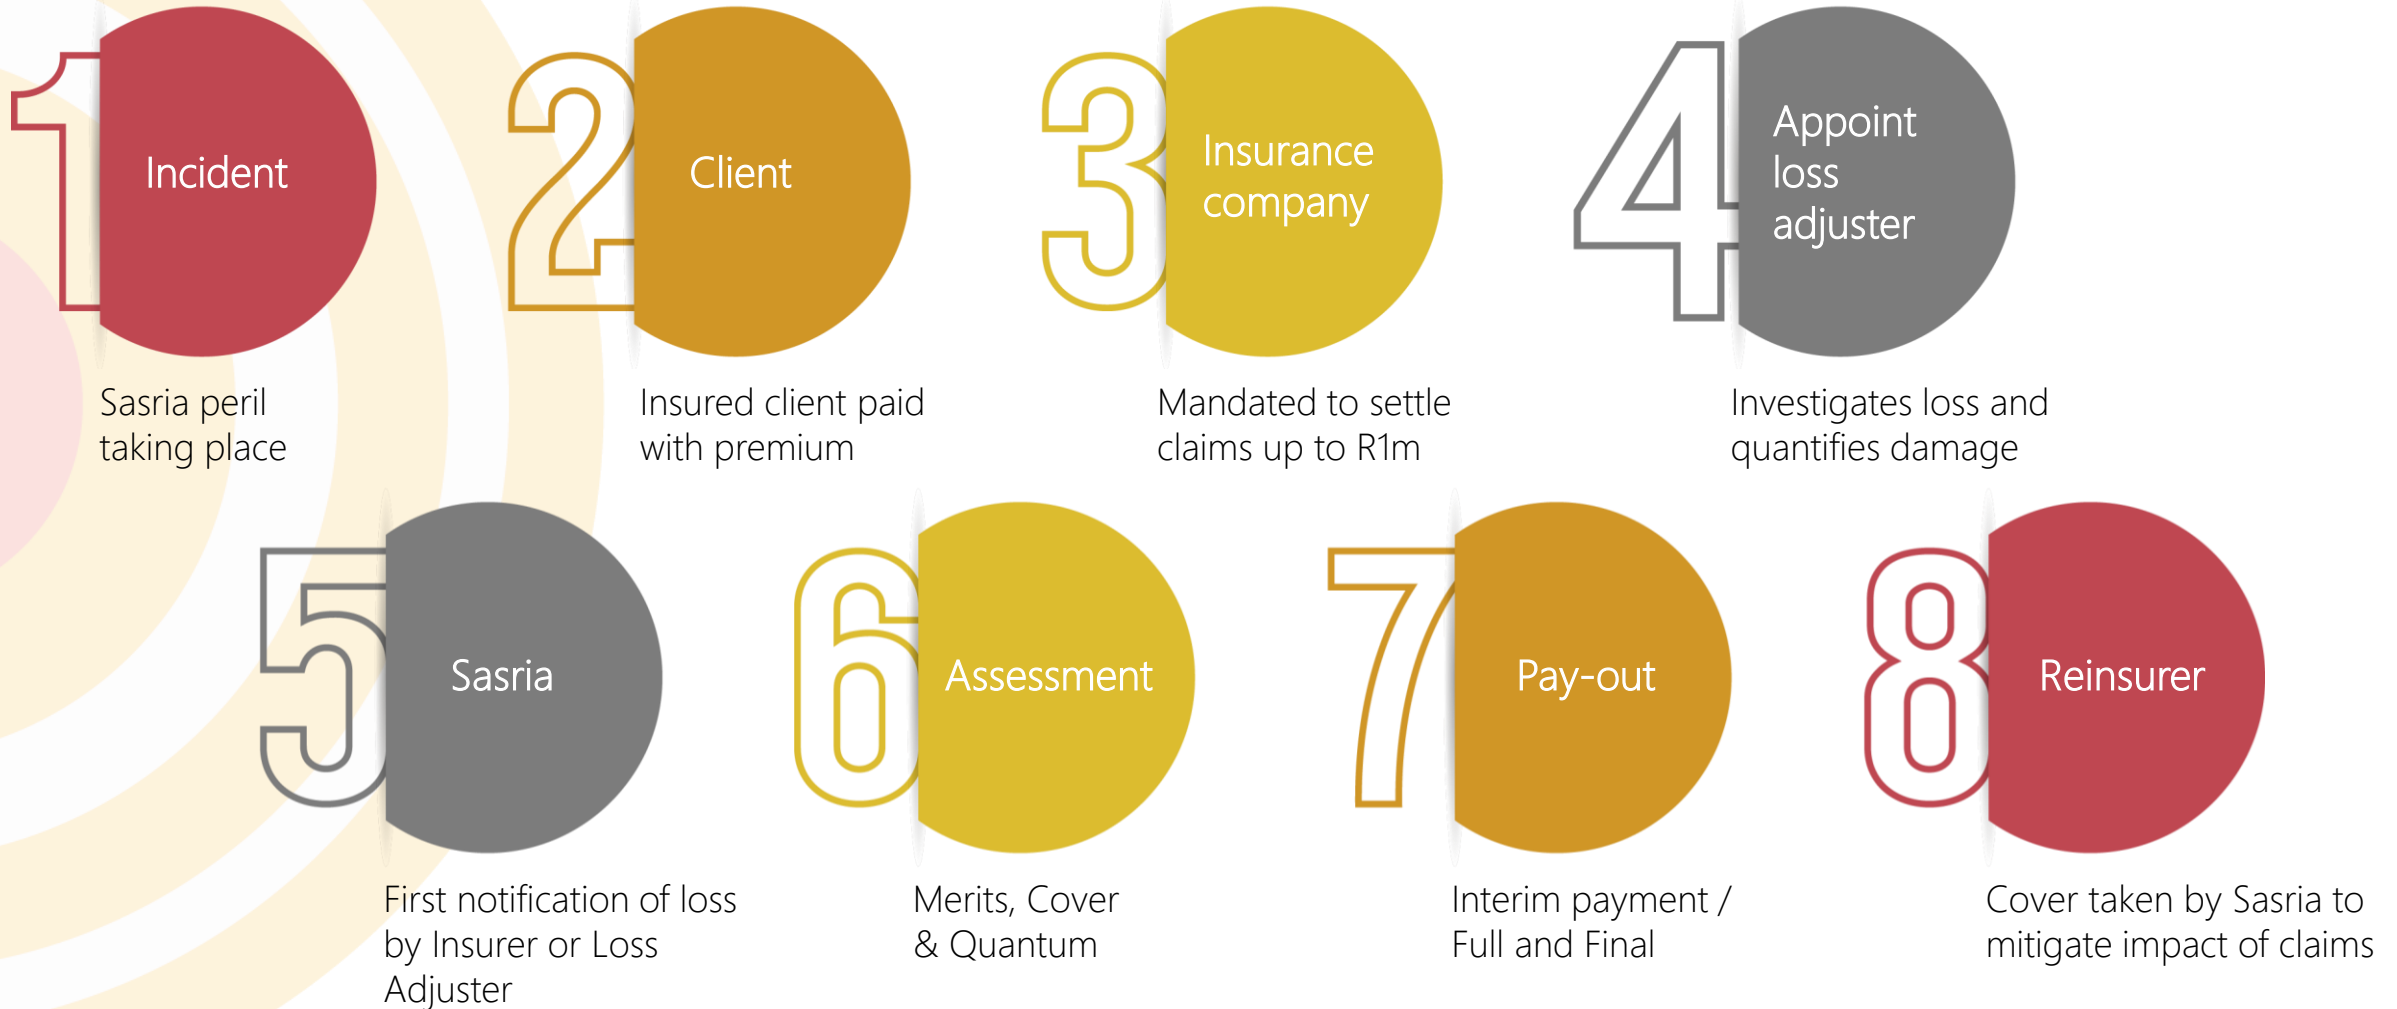 1
Incident
Sasria peril
taking place
2
Client
Insured client paid
with premium
3
Insurance
company
Mandated to settle
claims up to R1m
4
Appoint
loss
adjuster
Investigates loss and
quantifies damage
5
Sasria
First notification of loss
by Insurer or Loss
Adjuster
6
Assessment
Merits, Cover
& Quantum
7
Pay-out
Interim payment /
Full and Final
8
Reinsurer
Cover taken by Sasria to
mitigate impact of claims